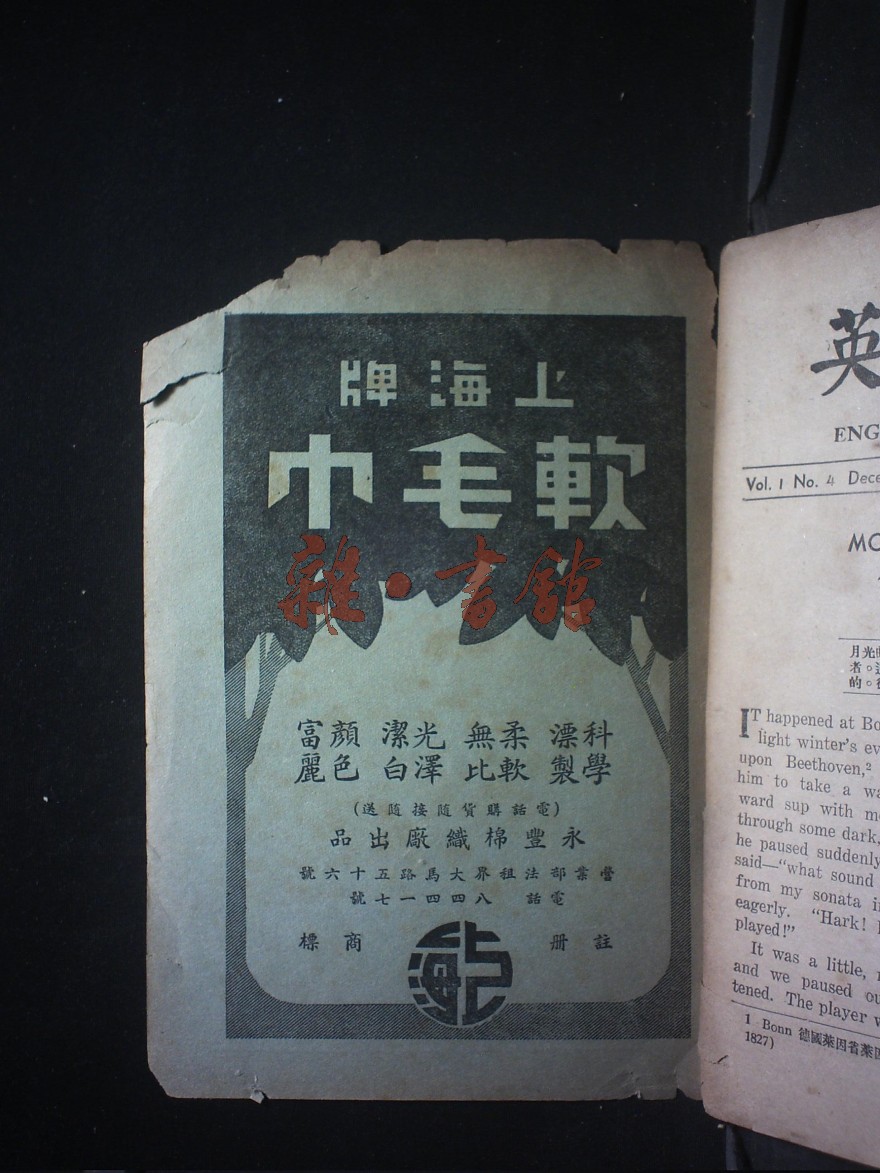 上海牌
軟毛巾
雜·書館
科學漂製 柔軟無比 光澤潔白 顏色富麗
(電話購貨隨接隨送)
永豐棉織廠出品
營業部法租界大馬路五十六號
電話 八四四一七號
註册 商標
英
ENG
Vol. 1 No. 4 Dece
MO
月光
者。
的。
IT happened at Bo
light winter's ev
upon Beethoven,²
him to take a wa
ward sup with m
through some dark,
he paused suddenly
said—"what sound
from my sonata in
eagerly. "Hark!
played!"
It was a little,
and we paused ou
tened. The player w
1 Bonn 德國萊因省
1827)